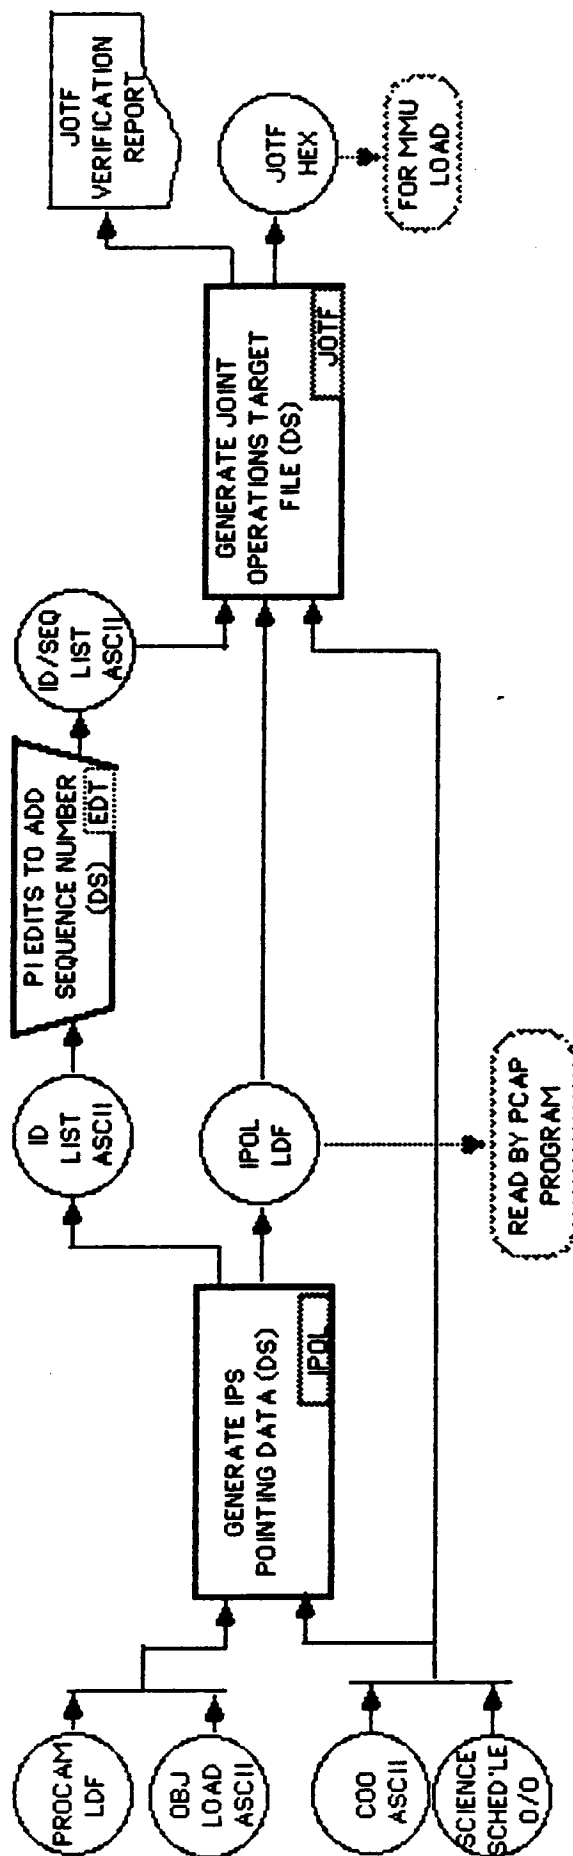 PROCAM
LDF
OBJ
LOAD
ASCII
COO
ASCII
SCIENCE
SCHED'LE
O/O
GENERATE IPS
POINTING DATA (DS)
IPOL
ID
LIST
ASCII
IPOL
LDF
READ BY PCAP
PROGRAM
PI EDITS TO ADD
SEQUENCE NUMBER
(DS)
EDT
ID/SEQ
LIST
ASCII
GENERATE JOINT
OPERATIONS TARGET
FILE (DS)
JOTF
JOTF
VERIFICATION
REPORT
JOTF
HEX
FOR MMU
LOAD